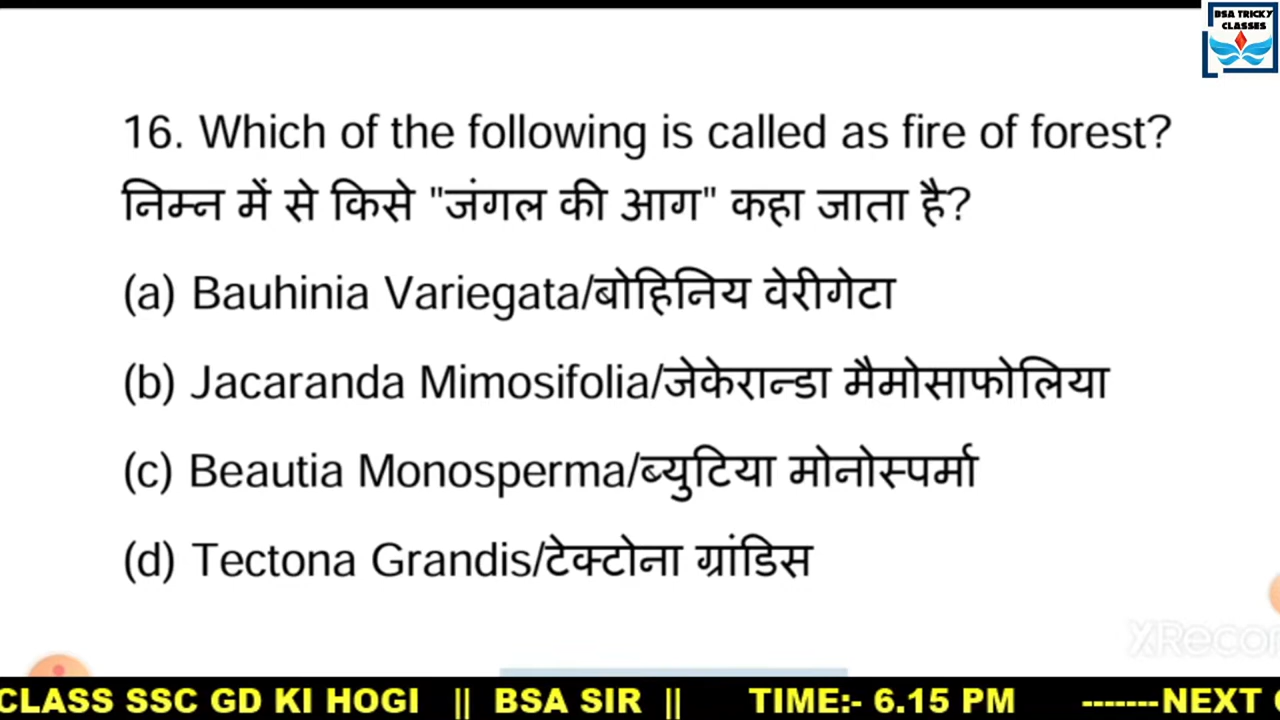 BSA TRICKY
CLASSES
16. Which of the following is called as fire of forest?
निम्न में से किसे "जंगल की आग" कहा जाता है?
(a) Bauhinia Variegata/बोहिनिय वेरीगेटा
(b) Jacaranda Mimosifolia/जेकेरान्डा मैमोसाफोलिया
(c) Beautia Monosperma/ब्युटिया मोनोस्पर्मा
(d) Tectona Grandis/टेक्टोना ग्रांडिस
XRecor
CLASS SSC GD KI HOGI || BSA SIR || TIME:- 6.15 PM -------NEXT